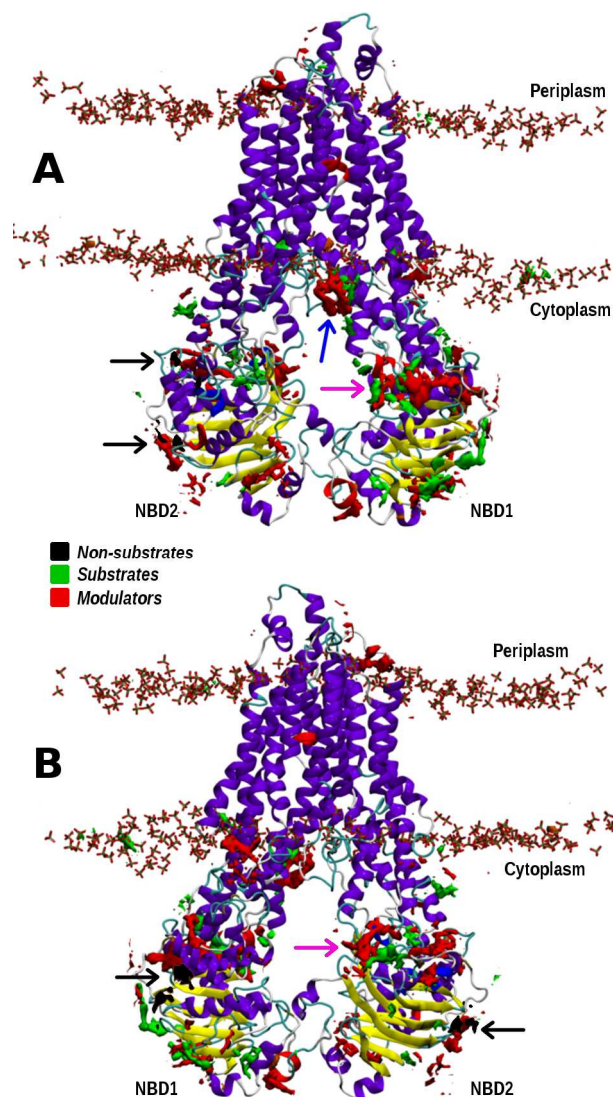 Periplasm
A
Cytoplasm
NBD2
NBD1
Non-substrates
Substrates
Modulators
Periplasm
B
Cytoplasm
NBD1
NBD2